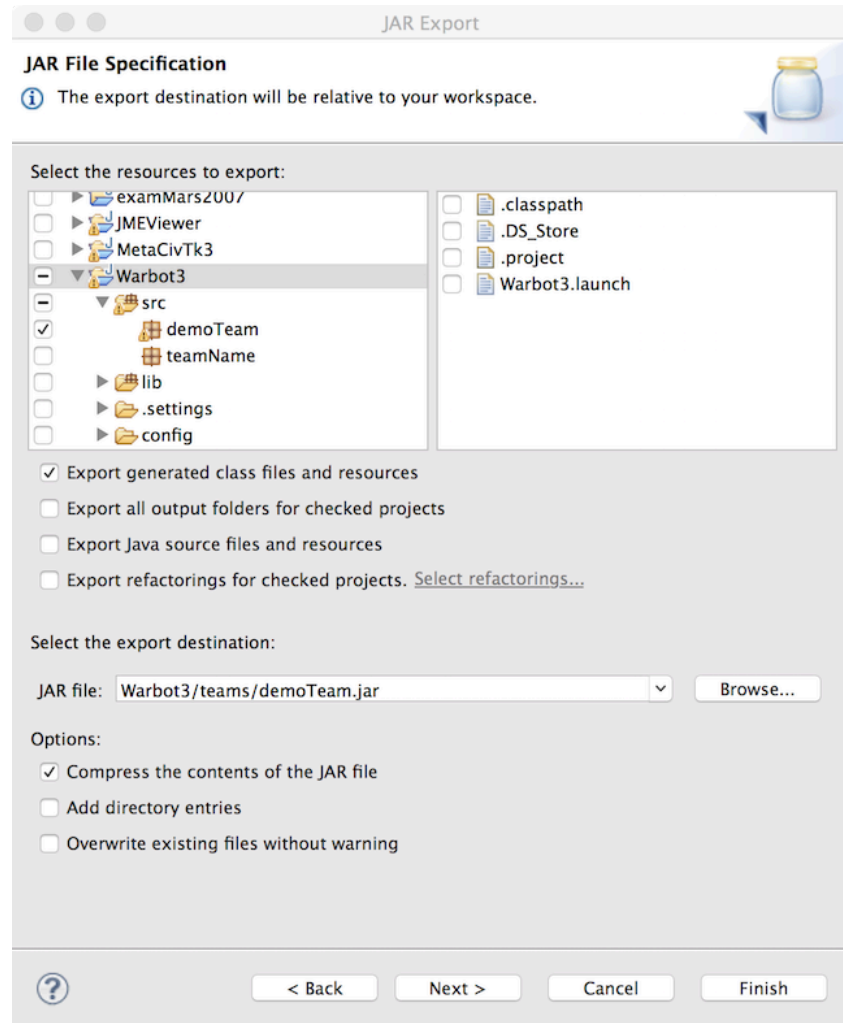 JAR Export
JAR File Specification
The export destination will be relative to your workspace.
Select the resources to export:
examMars2007
JMEViewer
MetaCivTk3
Warbot3
src
demoTeam
teamName
lib
.settings
config
.classpath
.DS_Store
.project
Warbot3.launch
Export generated class files and resources
Export all output folders for checked projects
Export Java source files and resources
Export refactorings for checked projects. Select refactorings...
Select the export destination:
JAR file: Warbot3/teams/demoTeam.jar Browse...
Options:
Compress the contents of the JAR file
Add directory entries
Overwrite existing files without warning
? < Back Next > Cancel Finish